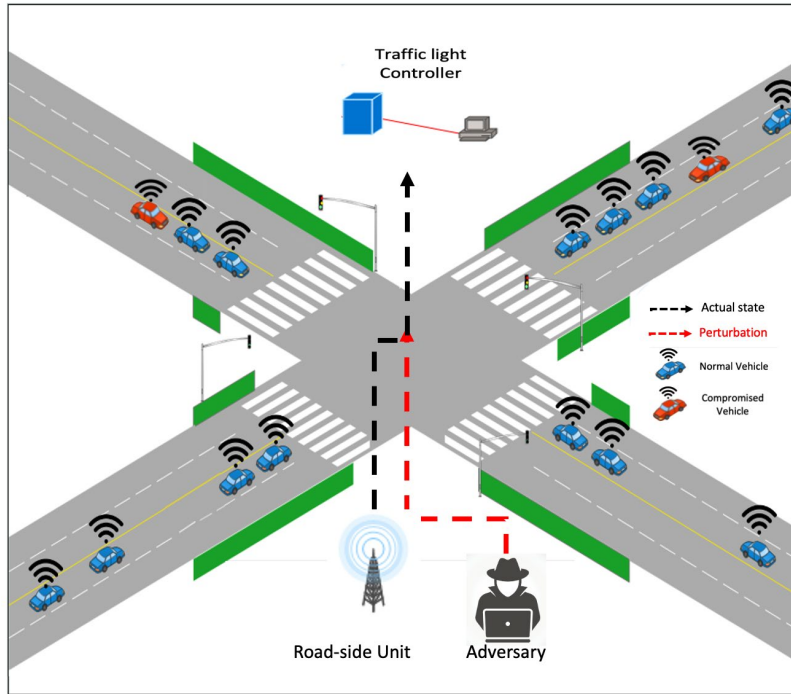 Traffic light
Controller
Actual state
Perturbation
Normal Vehicle
Compromised
Vehicle
Road-side Unit
Adversary